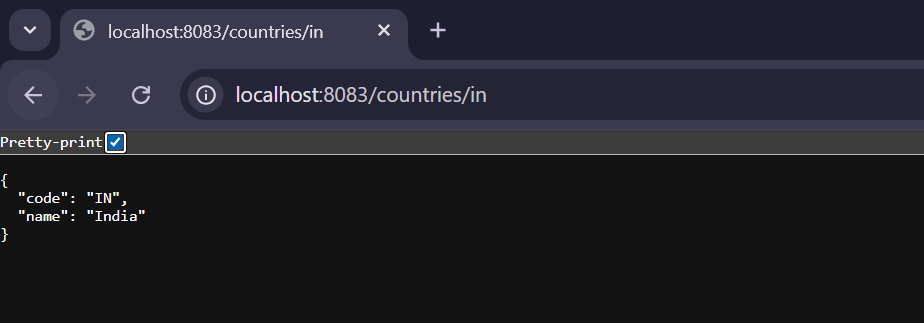 localhost:8083/countries/in
localhost:8083/countries/in
Pretty-print
{
  "code": "IN",
  "name": "India"
}